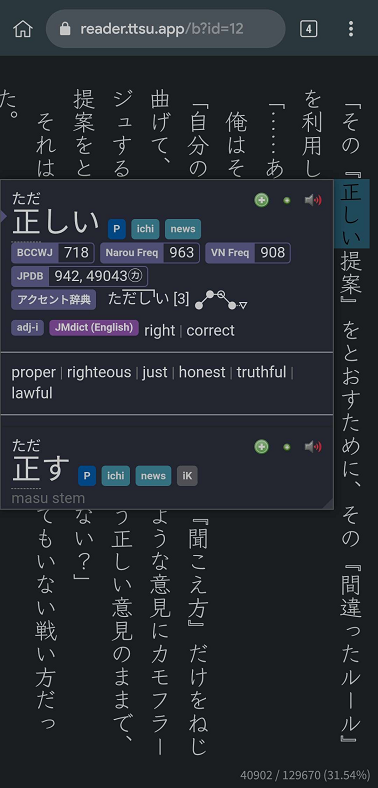 reader.ttsu.app/b?id=12
4
「その『正しい提案』をとおすために、その『間違ったルール』
を利用し
「……あ
俺はそ
「自分の
『聞こえ方』だけをねじ
曲げて、
ような意見にカモフラー
ジュする
う正しい意見のままで、
提案をと
ない？」
それは
てもいない戦い方だっ
た。
ただ
正しい P ichi news
BCCWJ 718 Narou Freq 963 VN Freq 908
JPDB 942, 49043㋕
アクセント辞典 ただしい [3]
adj-i JMdict (English) right | correct
proper | righteous | just | honest | truthful |
lawful
ただ
正す P ichi news iK
masu stem
40902 / 129670 (31.54%)